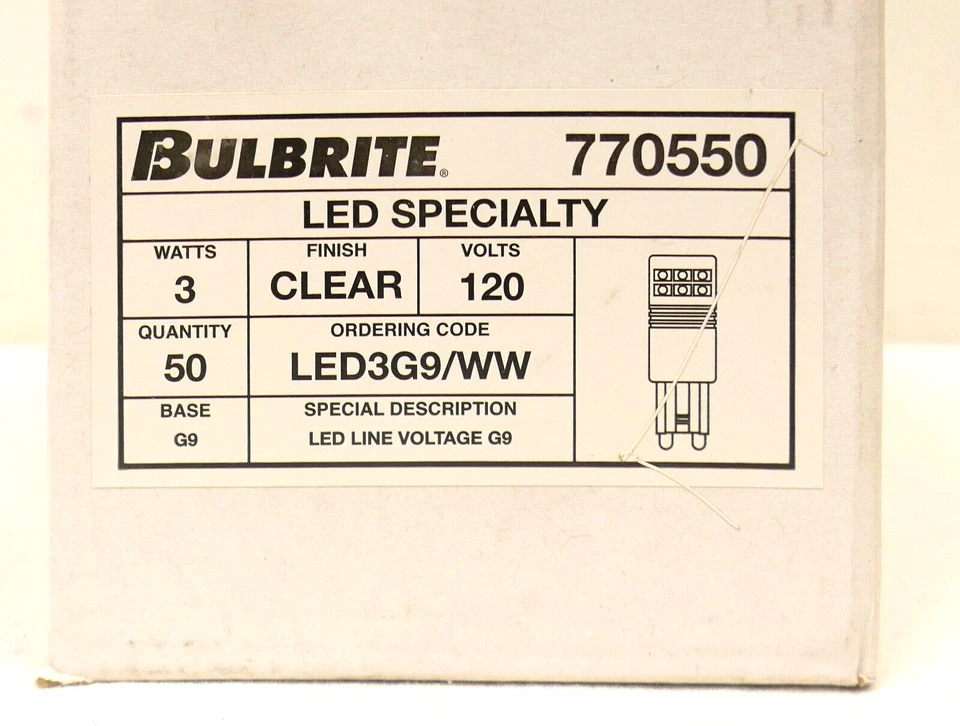 BULBRITE® 770550
LED SPECIALTY
WATTS FINISH VOLTS
3 CLEAR 120
QUANTITY ORDERING CODE
50 LED3G9/WW
BASE SPECIAL DESCRIPTION
G9 LED LINE VOLTAGE G9